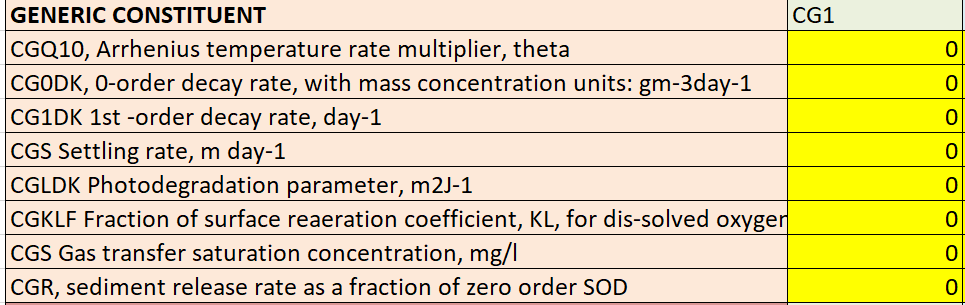 GENERIC CONSTITUENT CG1
CGQ10, Arrhenius temperature rate multiplier, theta 0
CG0DK, 0-order decay rate, with mass concentration units: gm-3day-1 0
CG1DK 1st -order decay rate, day-1 0
CGS Settling rate, m day-1 0
CGLDK Photodegradation parameter, m2J-1 0
CGKLF Fraction of surface reaeration coefficient, KL, for dis-solved oxygen 0
CGS Gas transfer saturation concentration, mg/l 0
CGR, sediment release rate as a fraction of zero order SOD 0